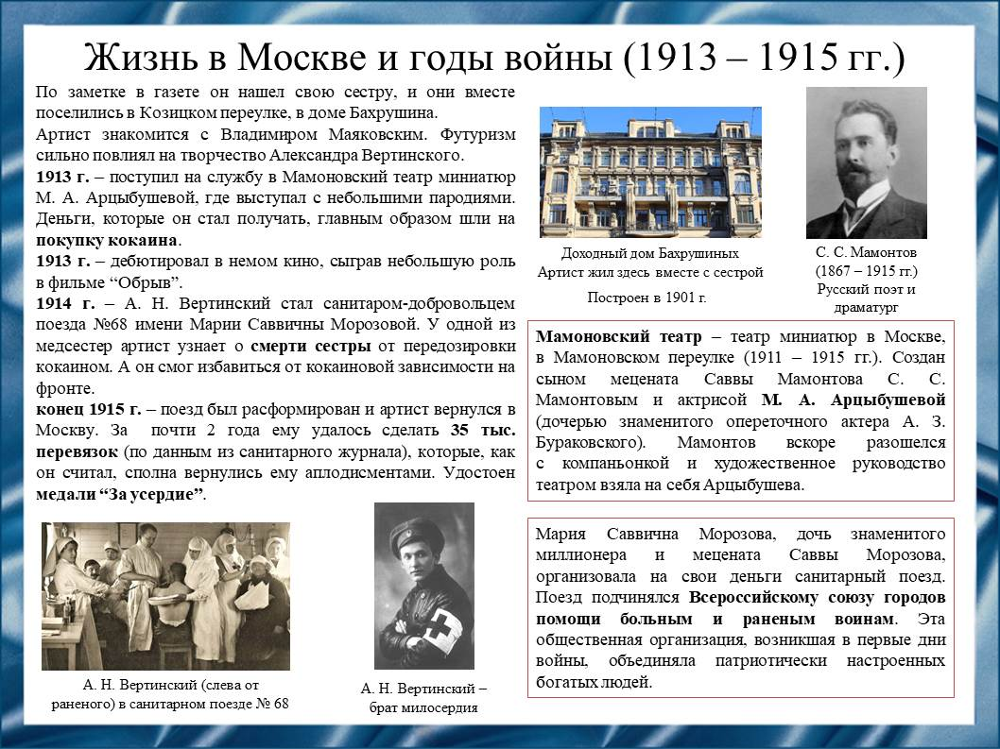 Жизнь в Москве и годы войны (1913 – 1915 гг.)
По заметке в газете он нашел свою сестру, и они вместе
поселились в Козицком переулке, в доме Бахрушина.
Артист знакомится с Владимиром Маяковским. Футуризм
сильно повлиял на творчество Александра Вертинского.
1913 г. – поступил на службу в Мамоновский театр миниатюр
М. А. Арцыбушевой, где выступал с небольшими пародиями.
Деньги, которые он стал получать, главным образом шли на
покупку кокаина.
1913 г. – дебютировал в немом кино, сыграв небольшую роль
в фильме “Обрыв”.
1914 г. – А. Н. Вертинский стал санитаром-добровольцем
поезда №68 имени Марии Саввичны Морозовой. У одной из
медсестер артист узнает о смерти сестры от передозировки
кокаином. А он смог избавиться от кокаиновой зависимости на
фронте.
конец 1915 г. – поезд был расформирован и артист вернулся в
Москву. За почти 2 года ему удалось сделать 35 тыс.
перевязок (по данным из санитарного журнала), которые, как
он считал, сполна вернулись ему аплодисментами. Удостоен
медали “За усердие”.
А. Н. Вертинский (слева от
раненого) в санитарном поезде № 68
А. Н. Вертинский –
брат милосердия
Доходный дом Бахрушиных
Артист жил здесь вместе с сестрой
Построен в 1901 г.
С. С. Мамонтов
(1867 – 1915 гг.)
Русский поэт и
драматург
Мамоновский театр – театр миниатюр в Москве,
в Мамоновском переулке (1911 – 1915 гг.). Создан
сыном мецената Саввы Мамонтова С. С.
Мамонтовым и актрисой М. А. Арцыбушевой
(дочерью знаменитого опереточного актера А. З.
Бураковского). Мамонтов вскоре разошелся
с компаньонкой и художественное руководство
театром взяла на себя Арцыбушева.
Мария Саввична Морозова, дочь знаменитого
миллионера и мецената Саввы Морозова,
организовала на свои деньги санитарный поезд.
Поезд подчинялся Всероссийскому союзу городов
помощи больным и раненым воинам. Эта
общественная организация, возникшая в первые дни
войны, объединяла патриотически настроенных
богатых людей.